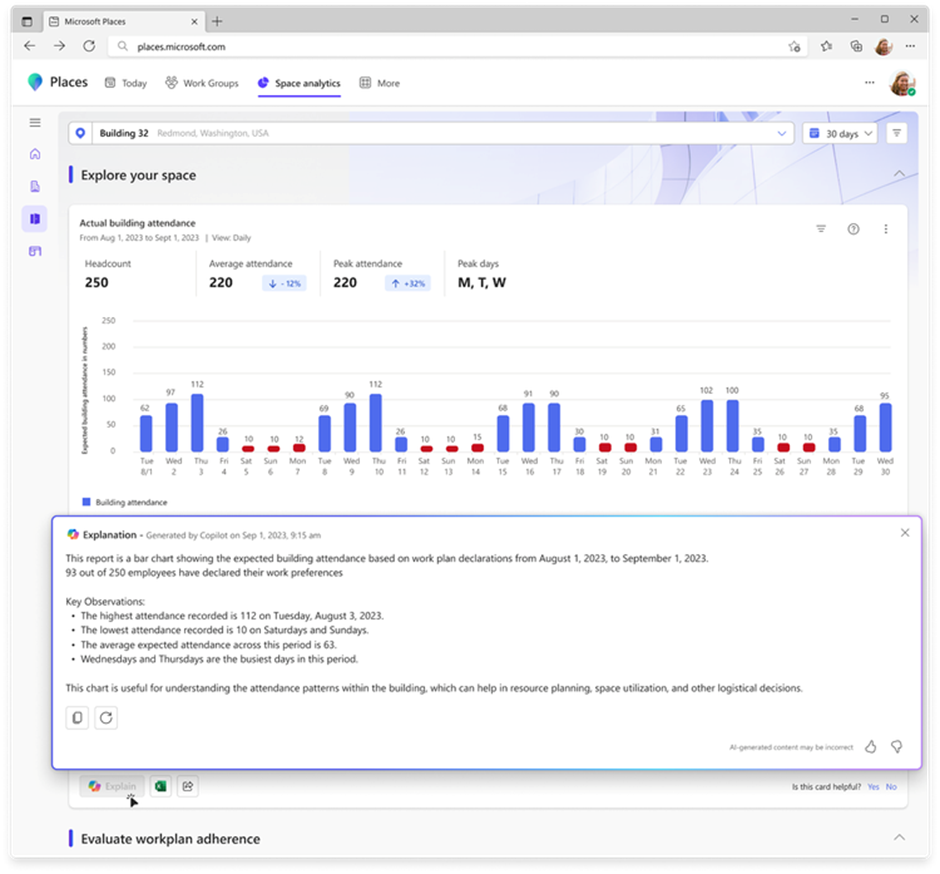 Microsoft Places
places.microsoft.com
Places Today Work Groups Space analytics More
Building 32 Redmond, Washington, USA 30 days
Explore your space
Actual building attendance
From Aug 1, 2023 to Sept 1, 2023 | View: Daily
Headcount Average attendance Peak attendance Peak days
250 220 - 12% 220 +32% M, T, W
Expected building attendance in numbers
250
200
150
100
50
0
62 97 112 26 10 10 12 69 90 112 26 10 10 15 68 91 90 30 10 10 31 65 102 100 35 10 10 35 68 95
Tue Wed Thu Fri Sat Sun Mon Tue Wed Thu Fri Sat Sun Mon Tue Wed Thu Fri Sat Sun Mon Tue Wed Thu Fri Sat Sun Mon Tue Wed
8/1 2 3 4 5 6 7 8 9 10 11 12 13 14 15 16 17 18 19 20 21 22 23 24 25 26 27 28 29 30
Building attendance
Explanation - Generated by Copilot on Sep 1, 2023, 9:15 am
This report is a bar chart showing the expected building attendance based on work plan declarations from August 1, 2023, to September 1, 2023.
93 out of 250 employees have declared their work preferences
Key Observations:
• The highest attendance recorded is 112 on Tuesday, August 3, 2023.
• The lowest attendance recorded is 10 on Saturdays and Sundays.
• The average expected attendance across this period is 63.
• Wednesdays and Thursdays are the busiest days in this period.
This chart is useful for understanding the attendance patterns within the building, which can help in resource planning, space utilization, and other logistical decisions.
AI-generated content may be incorrect
Explain
Is this card helpful? Yes No
Evaluate workplan adherence